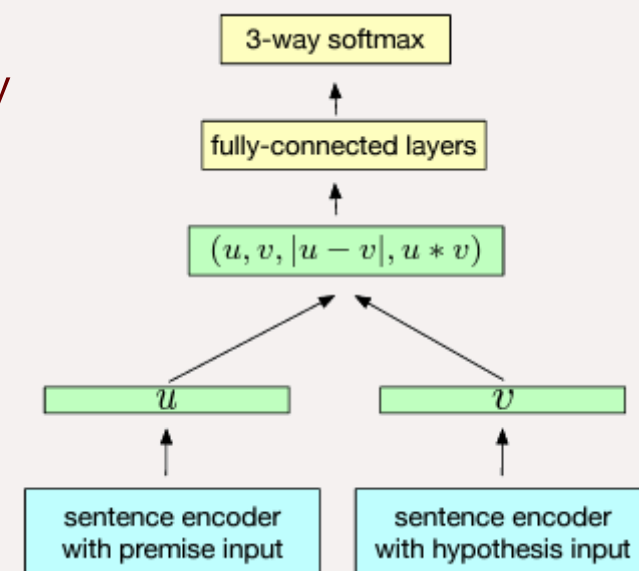 3-way softmax
y
fully-connected layers
(u, v, |u − v|, u ∗ v)
u
v
sentence encoder
with premise input
sentence encoder
with hypothesis input